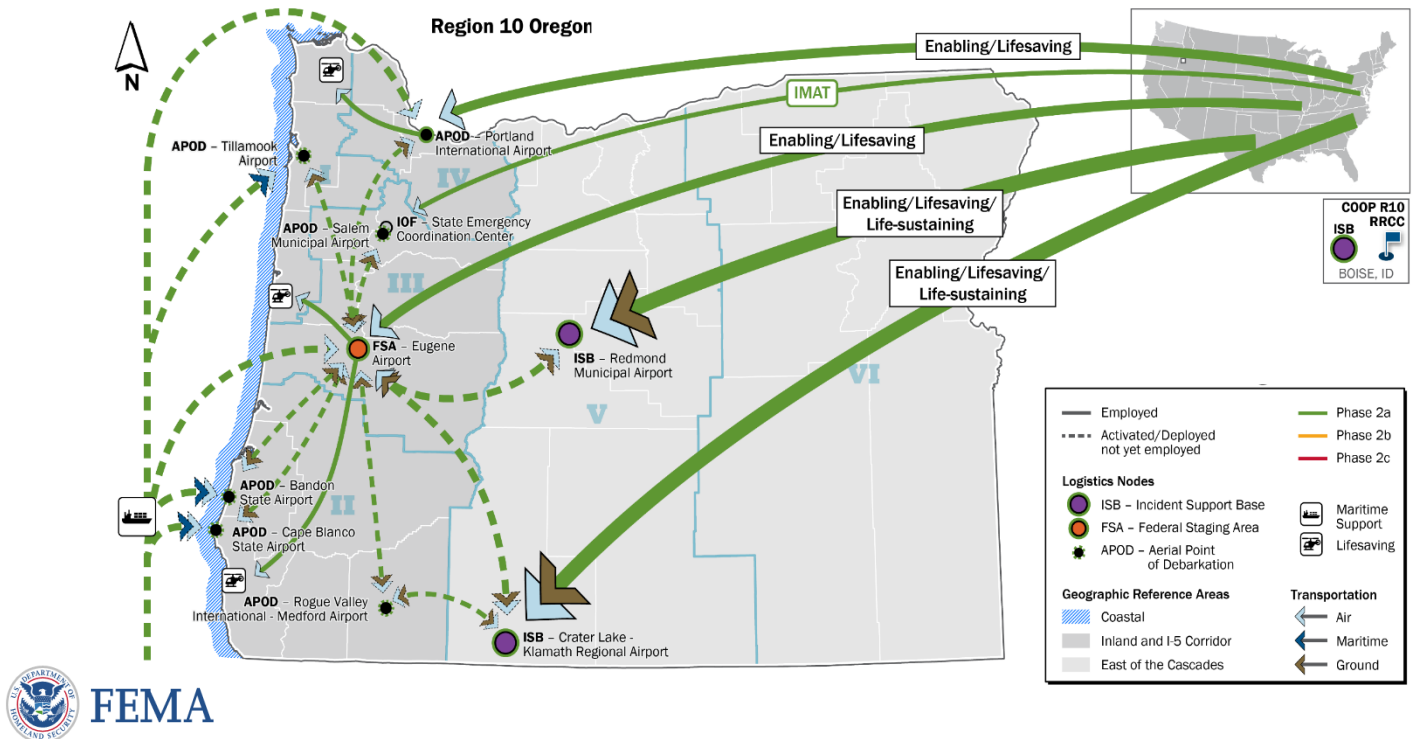 Region 10 Oregon
N
Enabling/Lifesaving
IMAT
Enabling/Lifesaving
Enabling/Lifesaving/
Life-sustaining
Enabling/Lifesaving/
Life-sustaining
COOP R10
RRCC
ISB
BOISE, ID
APOD – Portland
International Airport
APOD – Tillamook
Airport
I
IV
APOD – Salem
Municipal Airport
IOF – State Emergency
Coordination Center
III
FSA – Eugene
Airport
ISB – Redmond
Municipal Airport
V
VI
APOD – Bandon
State Airport
II
APOD – Cape Blanco
State Airport
APOD – Rogue Valley
International - Medford Airport
ISB – Crater Lake -
Klamath Regional Airport
Employed
Activated/Deployed
not yet employed
Phase 2a
Phase 2b
Phase 2c
Logistics Nodes
ISB – Incident Support Base
FSA – Federal Staging Area
APOD – Aerial Point
of Debarkation
Maritime
Support
Lifesaving
Geographic Reference Areas
Coastal
Inland and I-5 Corridor
East of the Cascades
Transportation
Air
Maritime
Ground
U.S. DEPARTMENT OF
HOMELAND SECURITY
FEMA